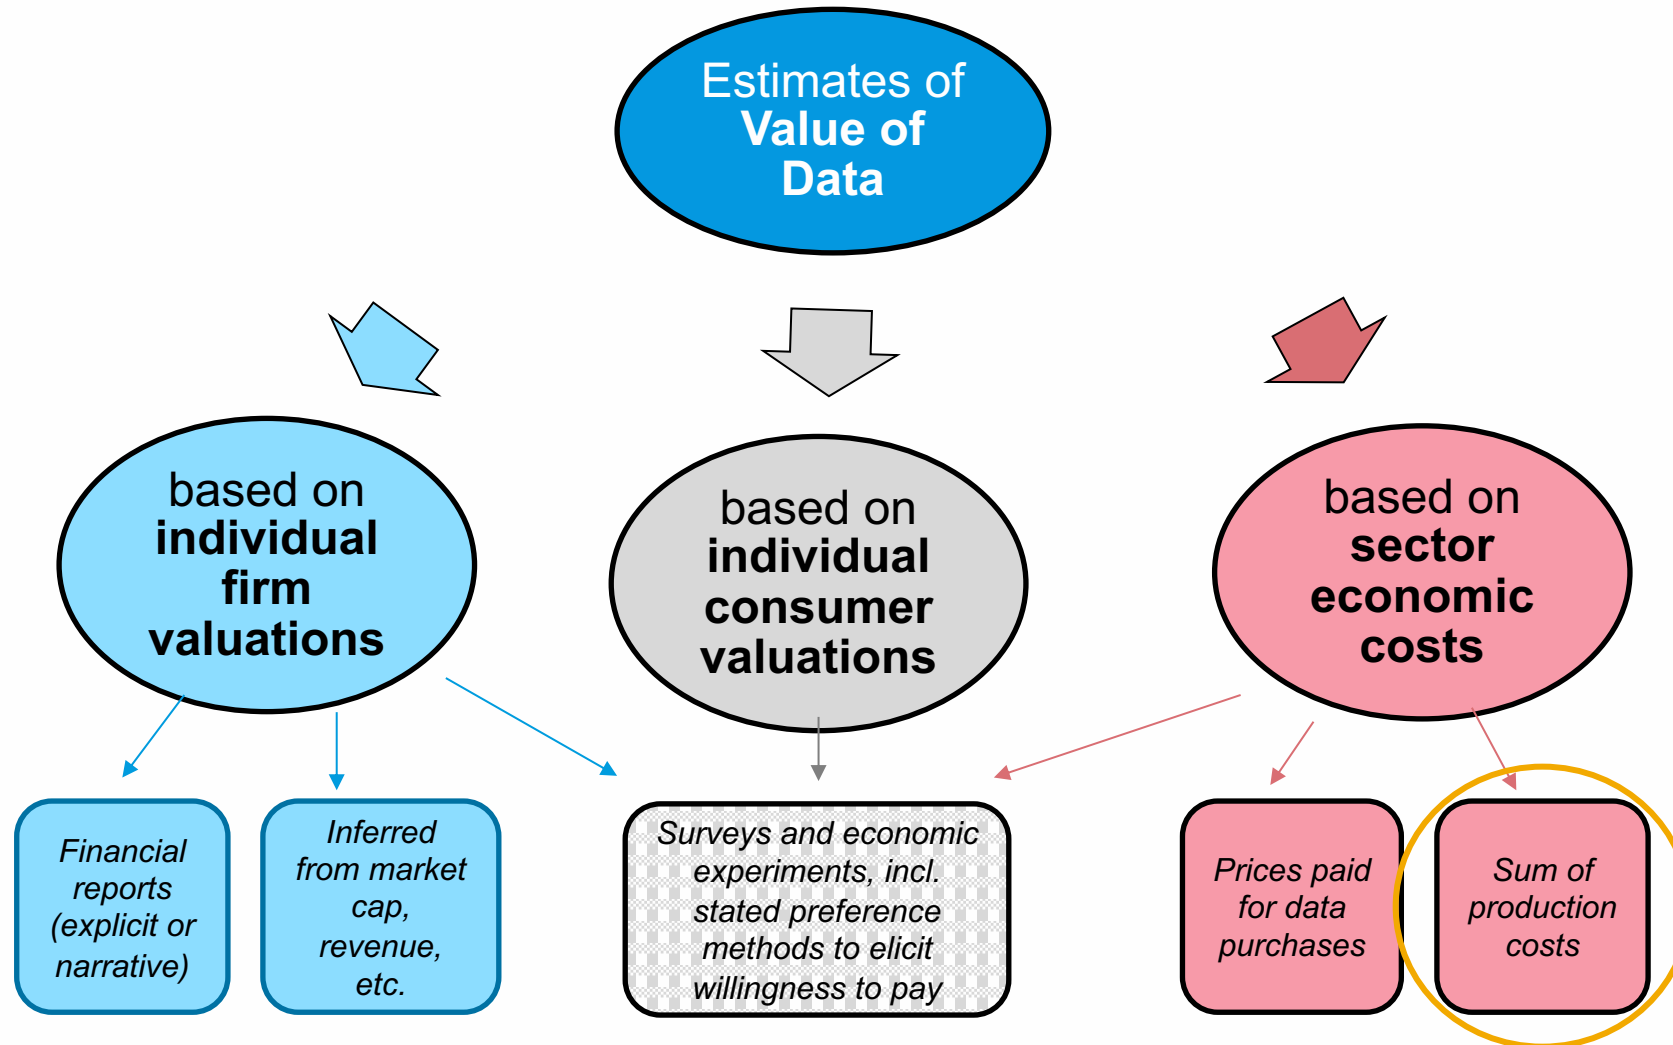 Estimates of
Value of
Data
based on
individual
firm
valuations
based on
individual
consumer
valuations
based on
sector
economic
costs
Financial
reports
(explicit or
narrative)
Inferred
from market
cap,
revenue,
etc.
Surveys and economic
experiments, incl.
stated preference
methods to elicit
willingness to pay
Prices paid
for data
purchases
Sum of
production
costs